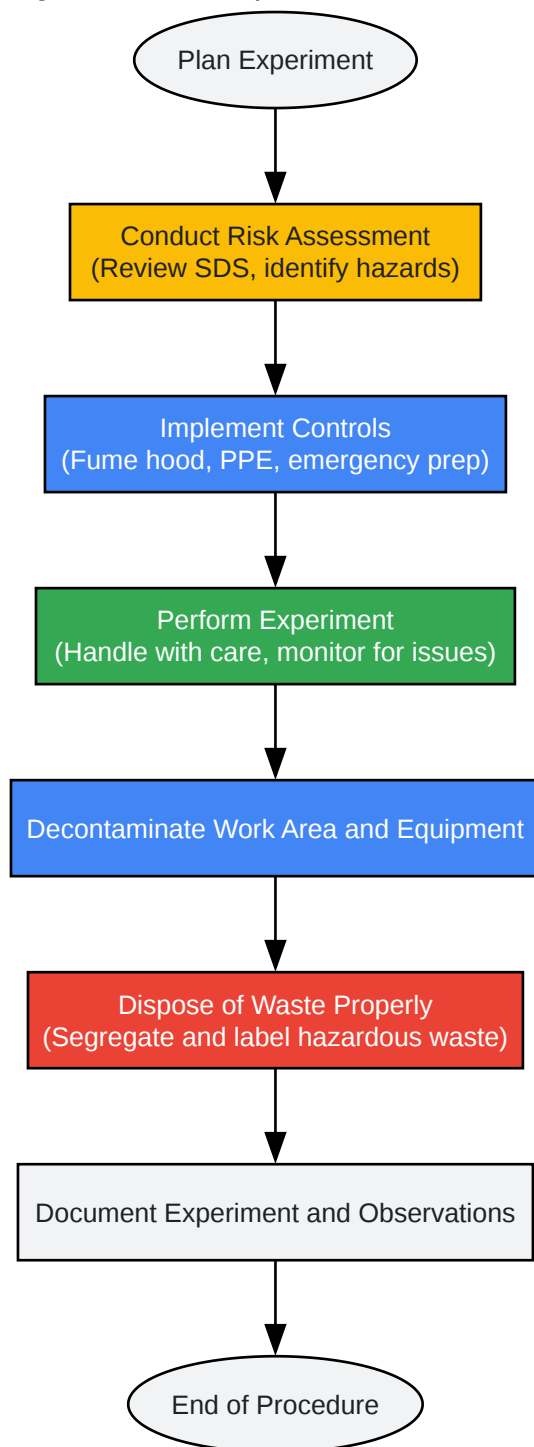 Plan Experiment
Conduct Risk Assessment
(Review SDS, identify hazards)
Implement Controls
(Fume hood, PPE, emergency prep)
Perform Experiment
(Handle with care, monitor for issues)
Decontaminate Work Area and Equipment
Dispose of Waste Properly
(Segregate and label hazardous waste)
Document Experiment and Observations
End of Procedure